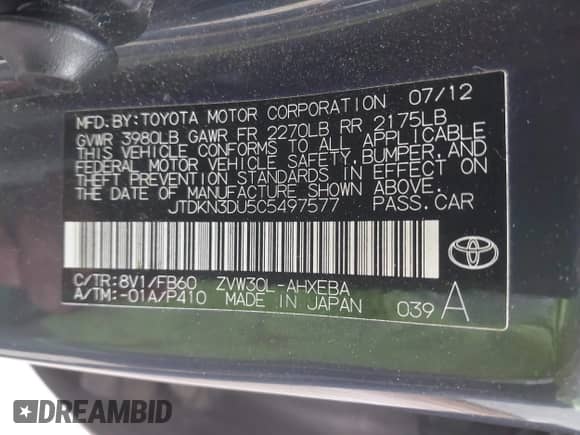 MFD. BY: TOYOTA MOTOR CORPORATION 07/12
GVWR 3980LB GAWR FR 2270LB RR 2175LB
THIS VEHICLE CONFORMS TO ALL APPLICABLE
FEDERAL MOTOR VEHICLE SAFETY, BUMPER, AND
THEFT PREVENTION STANDARDS IN EFFECT ON
THE DATE OF MANUFACTURE SHOWN ABOVE.
JTDKN3DU5C5497577 PASS. CAR
C/TR: 8V1/FB60 ZVW30L-AHXEBA
A/TM: -01A/P410 MADE IN JAPAN 039 A
DREAMBID